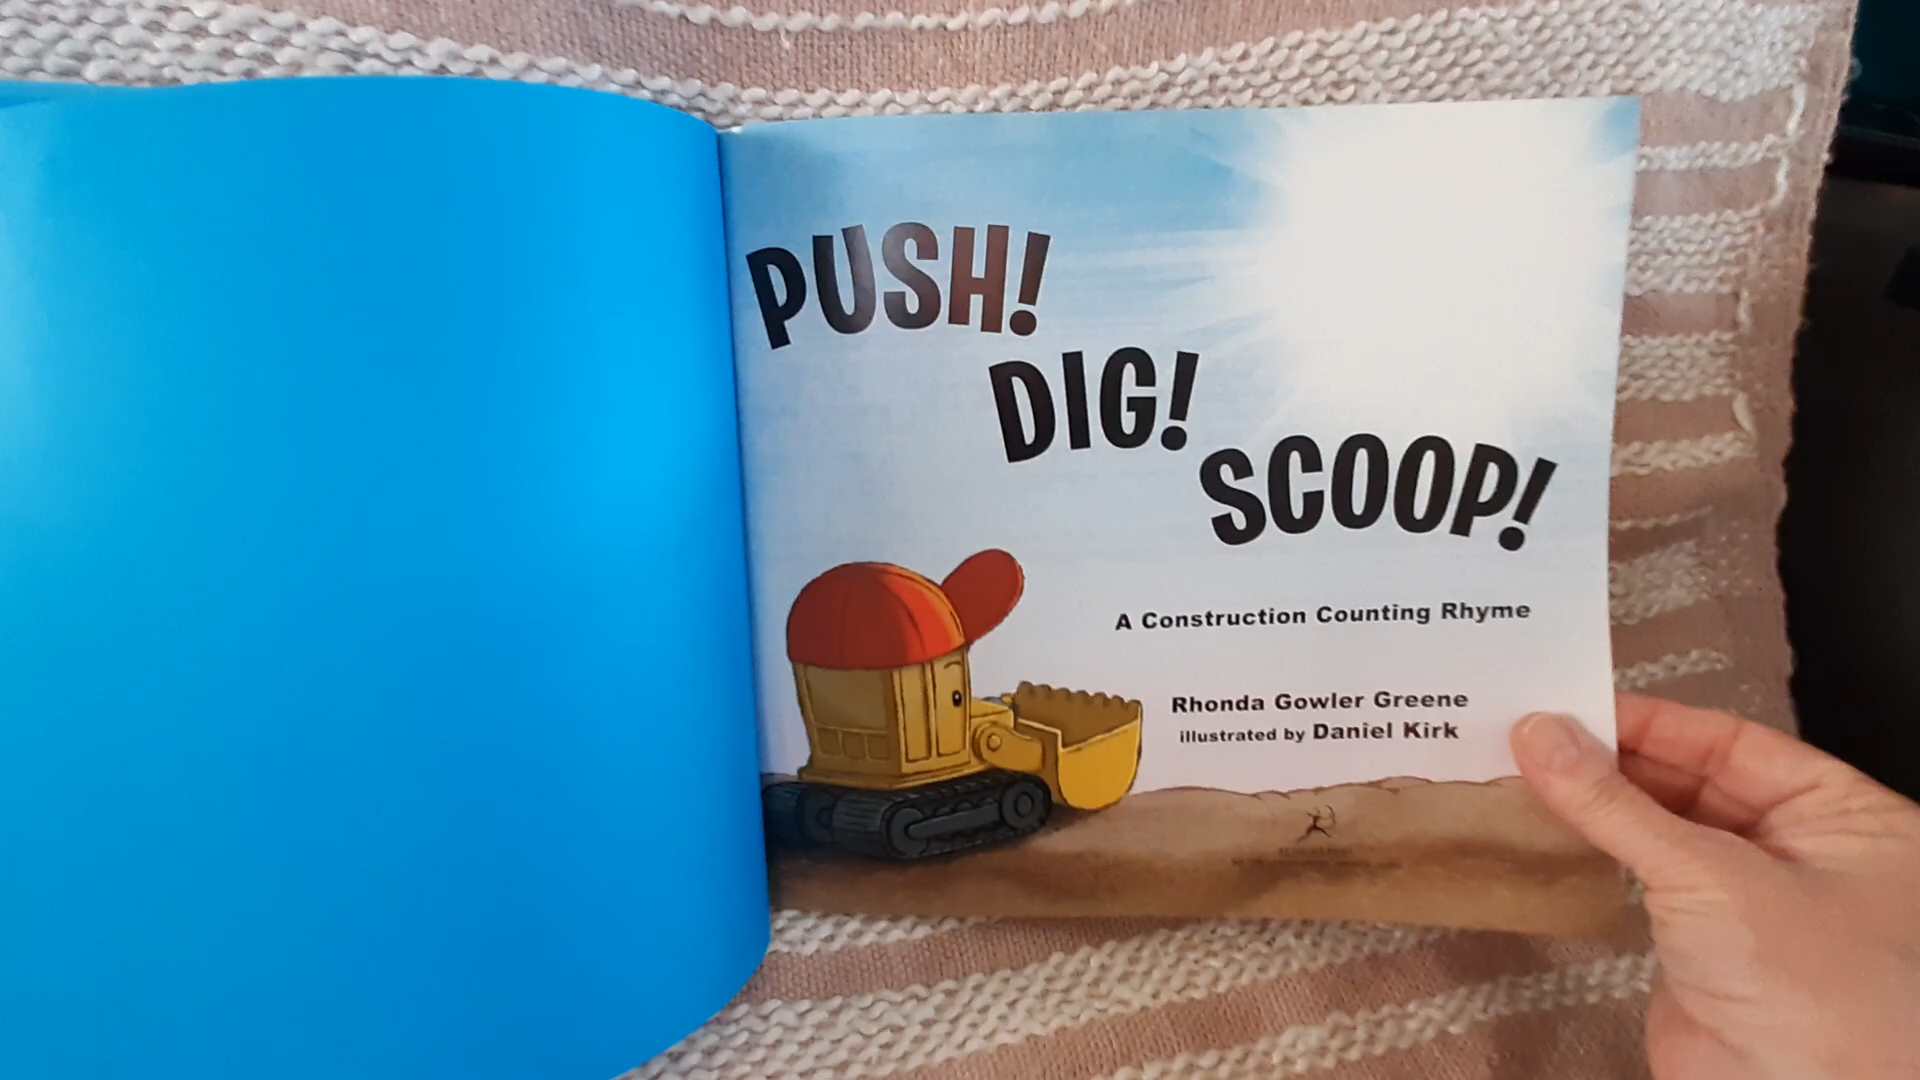 PUSH!
DIG!
SCOOP!
A Construction Counting Rhyme
Rhonda Gowler Greene
illustrated by Daniel Kirk